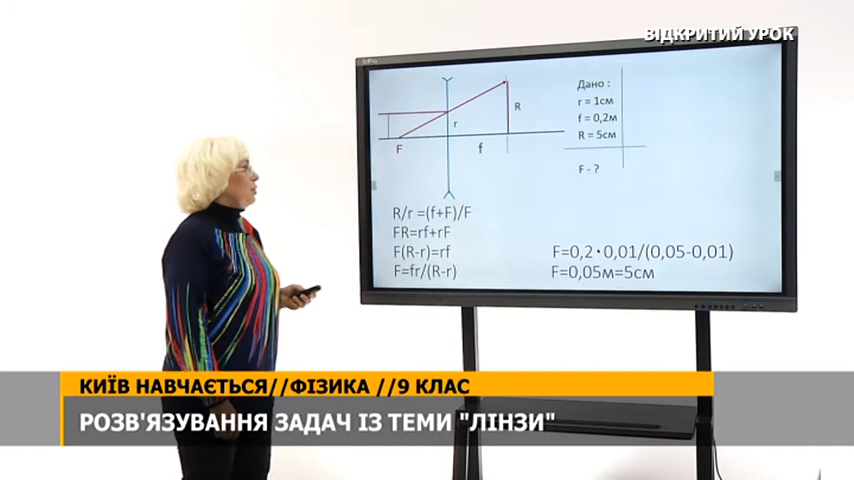 ВІДКРИТИЙ УРОК
Дано :
r = 1см
f = 0,2м
R = 5см
F - ?
R
r
F
f
R/r =(f+F)/F
FR=rf+rF
F(R-r)=rf
F=fr/(R-r)
F=0,2·0,01/(0,05-0,01)
F=0,05м=5см
КИЇВ НАВЧАЄТЬСЯ//ФІЗИКА //9 КЛАС
РОЗВ'ЯЗУВАННЯ ЗАДАЧ ІЗ ТЕМИ "ЛІНЗИ"